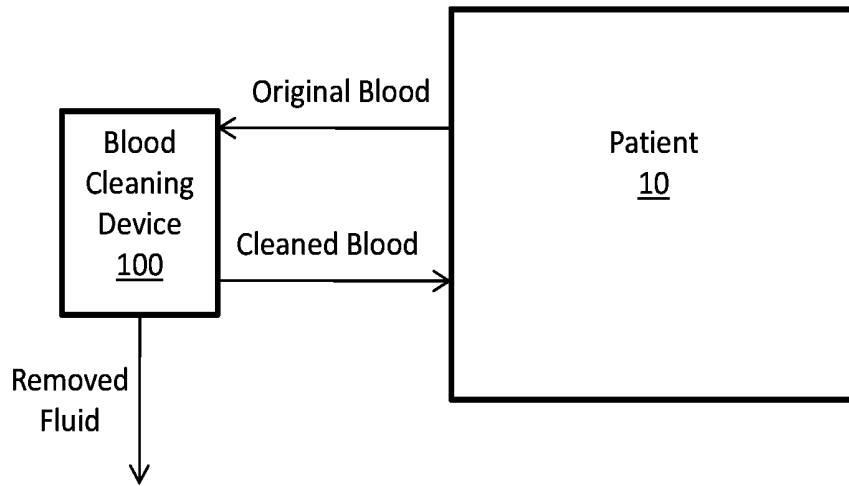 Original Blood
Blood
Cleaning
Device
100
Patient
10
Cleaned Blood
Removed
Fluid